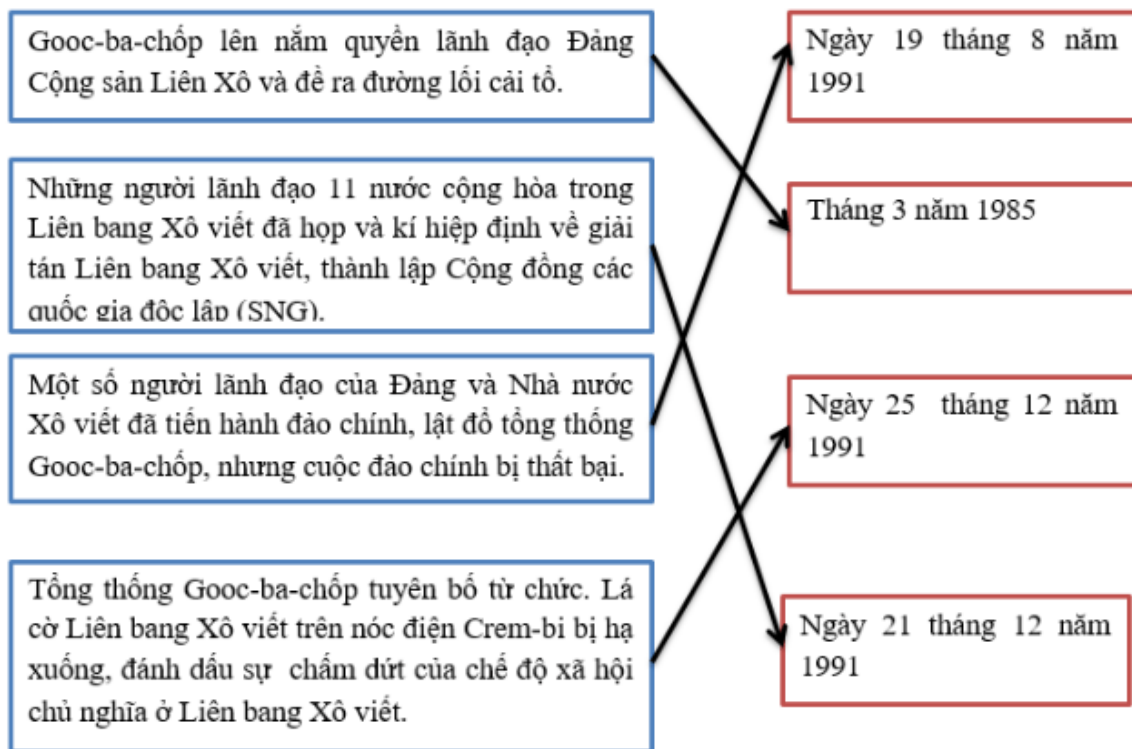 Gooc-ba-chốp lên nắm quyền lãnh đạo Đảng
Cộng sản Liên Xô và đề ra đường lối cải tổ.
Những người lãnh đạo 11 nước cộng hòa trong
Liên bang Xô viết đã họp và kí hiệp định về giải
tán Liên bang Xô viết, thành lập Cộng đồng các
quốc gia độc lập (SNG).
Một số người lãnh đạo của Đảng và Nhà nước
Xô viết đã tiến hành đảo chính, lật đổ tổng thống
Gooc-ba-chốp, nhưng cuộc đảo chính bị thất bại.
Tổng thống Gooc-ba-chốp tuyên bố từ chức. Lá
cờ Liên bang Xô viết trên nóc điện Crem-bi bị hạ
xuống, đánh dấu sự chấm dứt của chế độ xã hội
chủ nghĩa ở Liên bang Xô viết.
Ngày 19 tháng 8 năm
1991
Tháng 3 năm 1985
Ngày 25 tháng 12 năm
1991
Ngày 21 tháng 12 năm
1991